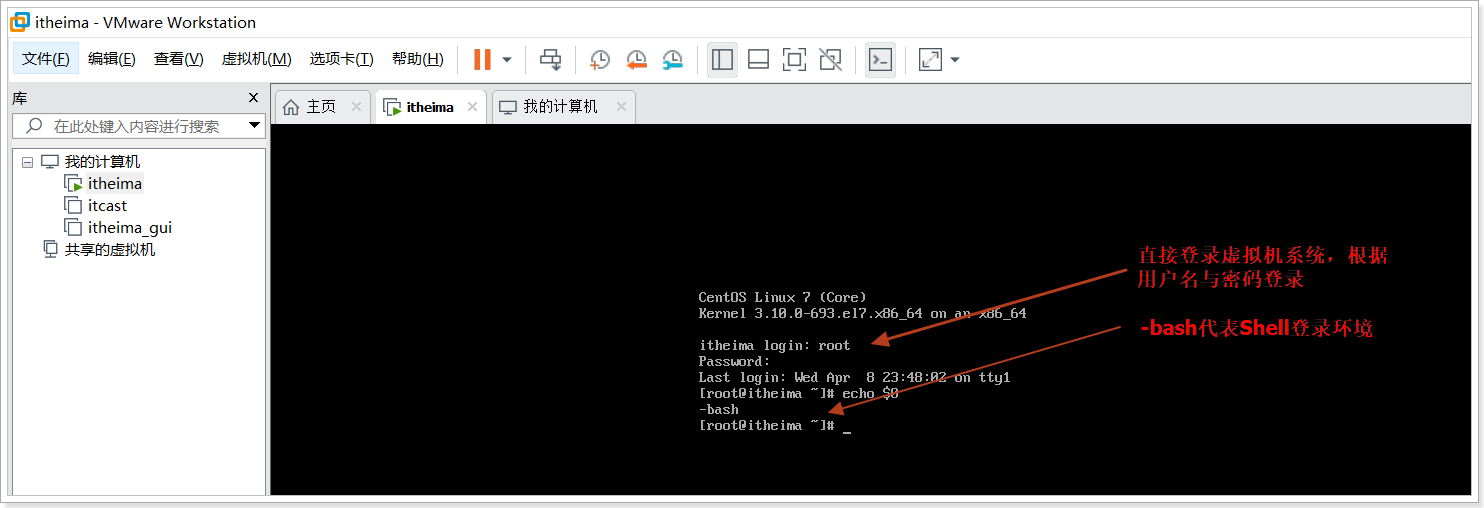 itheima - VMware Workstation
文件(F) 编辑(E) 查看(V) 虚拟机(M) 选项卡(T) 帮助(H)
库
主页 itheima 我的计算机
在此处键入内容进行搜索
我的计算机
itheima
itcast
itheima_gui
共享的虚拟机
直接登录虚拟机系统，根据
用户名与密码登录
-bash代表Shell登录环境
CentOS Linux 7 (Core)
Kernel 3.10.0-693.el7.x86_64 on an x86_64
itheima login: root
Password:
Last login: Wed Apr  8 23:48:02 on tty1
[root@itheima ~]# echo $0
-bash
[root@itheima ~]# _